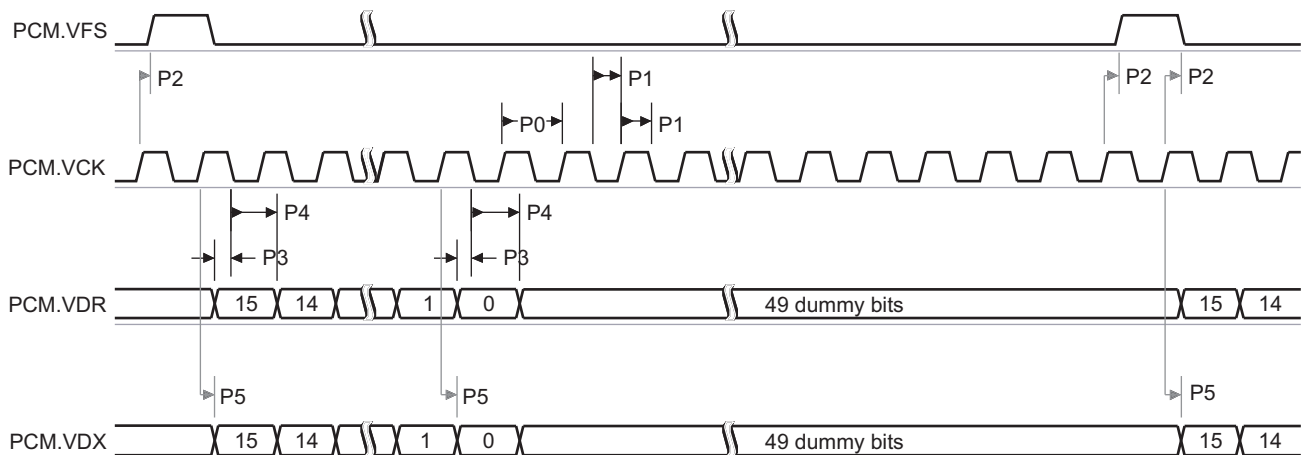 PCM.VFS
P2 P1 P2 P2
P0 P1
PCM.VCK
P4 P4
P3 P3
PCM.VDR 15 14 1 0 49 dummy bits 15 14
P5 P5 P5
PCM.VDX 15 14 1 0 49 dummy bits 15 14